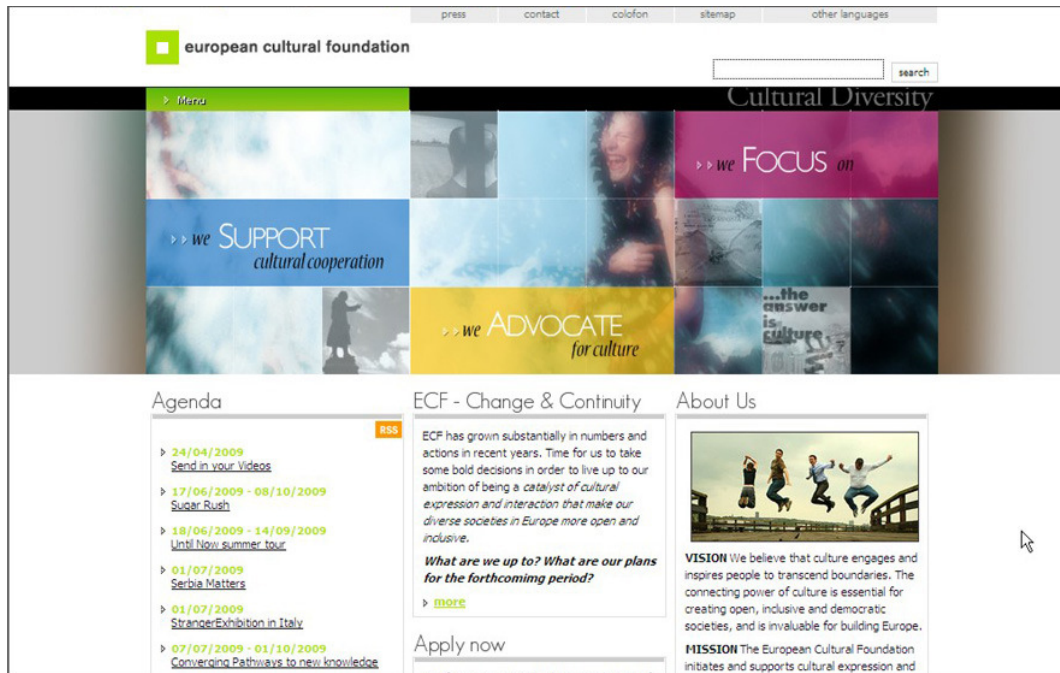 press
contact
colofon
sitemap
other languages
european cultural foundation
search
Menu
Cultural Diversity
we FOCUS on
we SUPPORT
cultural cooperation
...the
answer
is
culture
we ADVOCATE
for culture
Agenda
RSS
24/04/2009
Send in your Videos
17/06/2009 - 08/10/2009
Sugar Rush
18/06/2009 - 14/09/2009
Until Now summer tour
01/07/2009
Serbia Matters
01/07/2009
StrangerExhibition in Italy
07/07/2009 - 01/10/2009
Converging Pathways to new knowledge
ECF - Change & Continuity
ECF has grown substantially in numbers and
actions in recent years. Time for us to take
some bold decisions in order to live up to our
ambition of being a catalyst of cultural
expression and interaction that make our
diverse societies in Europe more open and
inclusive.
What are we up to? What are our plans
for the forthcomimg period?
more
Apply now
About Us
VISION We believe that culture engages and
inspires people to transcend boundaries. The
connecting power of culture is essential for
creating open, inclusive and democratic
societies, and is invaluable for building Europe.
MISSION The European Cultural Foundation
initiates and supports cultural expression and